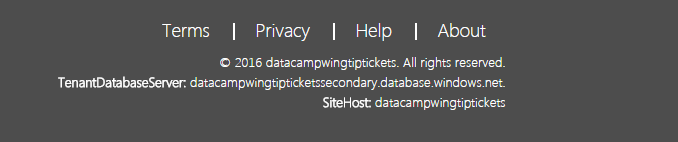 Terms | Privacy | Help | About
© 2016 datacampwingtiptickets. All rights reserved.
TenantDatabaseServer: datacampwingtipticketssecondary.database.windows.net.
SiteHost: datacampwingtiptickets